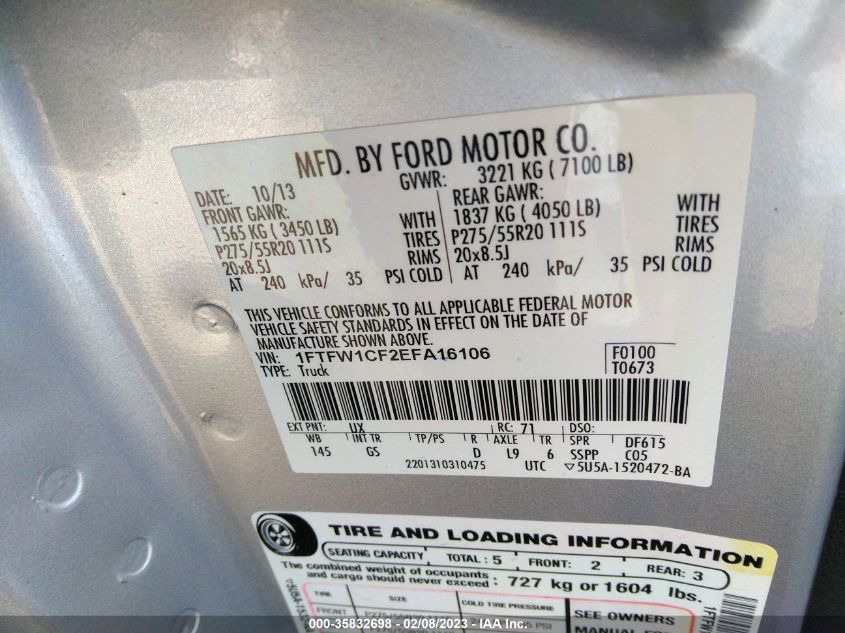 MFD. BY FORD MOTOR CO.
DATE: 10/13
GVWR: 3221 KG ( 7100 LB)
FRONT GAWR:
1565 KG ( 3450 LB)
P275/55R20 111S
20x8.5J
WITH
TIRES
RIMS
AT 240 kPa/ 35 PSI COLD
REAR GAWR:
1837 KG ( 4050 LB)
P275/55R20 111S
20x8.5J
WITH
TIRES
RIMS
AT 240 kPa/ 35 PSI COLD
THIS VEHICLE CONFORMS TO ALL APPLICABLE FEDERAL MOTOR
VEHICLE SAFETY STANDARDS IN EFFECT ON THE DATE OF
MANUFACTURE SHOWN ABOVE.
VIN: 1FTFW1CF2EFA16106
TYPE: Truck
F0100
T0673
EXT PNT: UX RC: 71 DSO:
WB INT TR TP/PS R AXLE TR SPR DF615
145 GS D L9 6 SSPP C05
2201310310475 UTC 5U5A-1520472-BA
TIRE AND LOADING INFORMATION
SEATING CAPACITY TOTAL : 5 FRONT: 2 REAR: 3
The combined weight of occupants
and cargo should never exceed : 727 kg or 1604 lbs.
TIRE SIZE COLD TIRE PRESSURE
FRONT PSI
SEE OWNERS
000-35832698 - 02/08/2023 - IAA Inc.